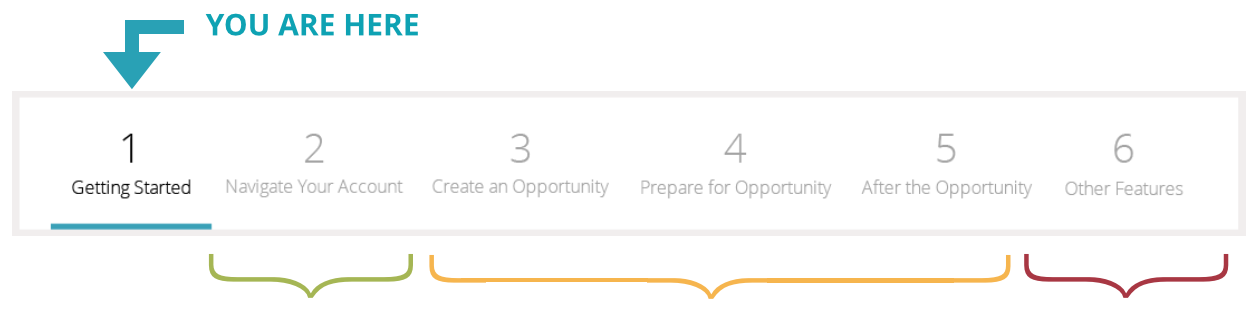 YOU ARE HERE
1 2 3 4 5 6
Getting Started Navigate Your Account Create an Opportunity Prepare for Opportunity After the Opportunity Other Features